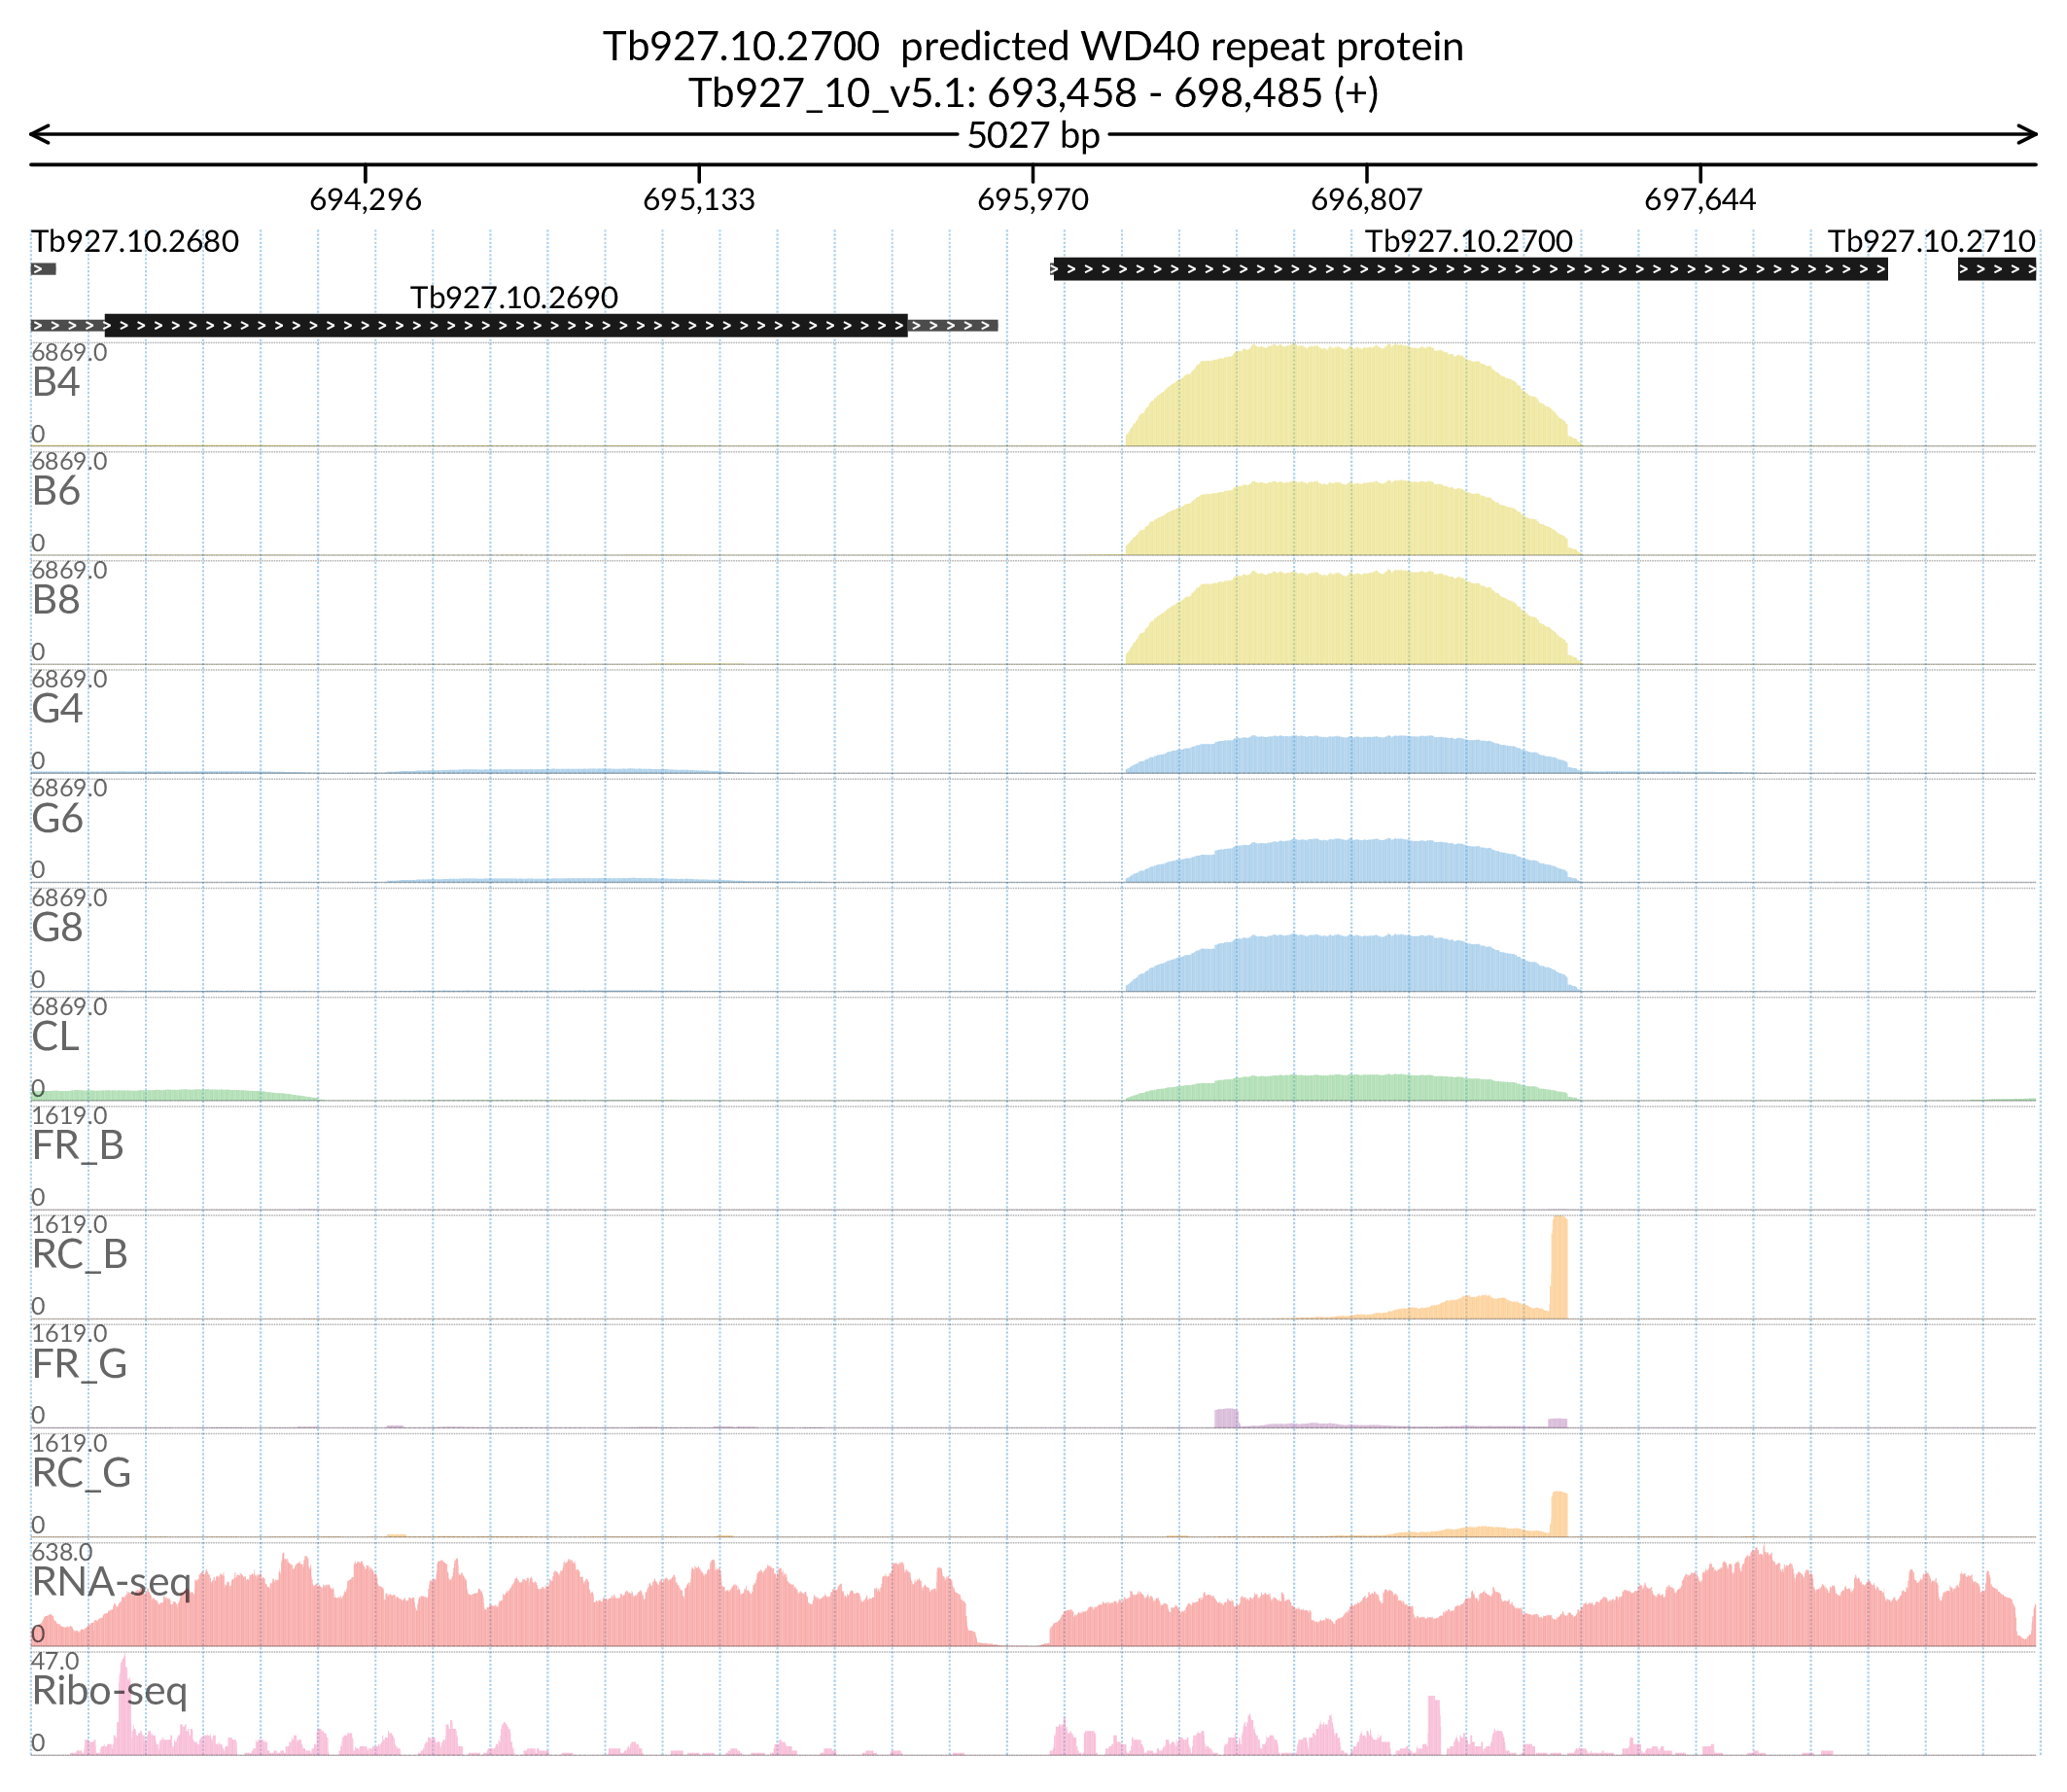 Tb927.10.2700 predicted WD40 repeat protein
Tb927_10_v5.1: 693,458 - 698,485 (+)
5027 bp
694,296 695,133 695,970 696,807 697,644
Tb927.10.2680 Tb927.10.2700 Tb927.10.2710
Tb927.10.2690
6869.0
B4
0
6869.0
B6
0
6869.0
B8
0
6869.0
G4
0
6869.0
G6
0
6869.0
G8
0
6869.0
CL
0
1619.0
FR_B
0
1619.0
RC_B
0
1619.0
FR_G
0
1619.0
RC_G
0
638.0
RNA-seq
0
47.0
Ribo-seq
0